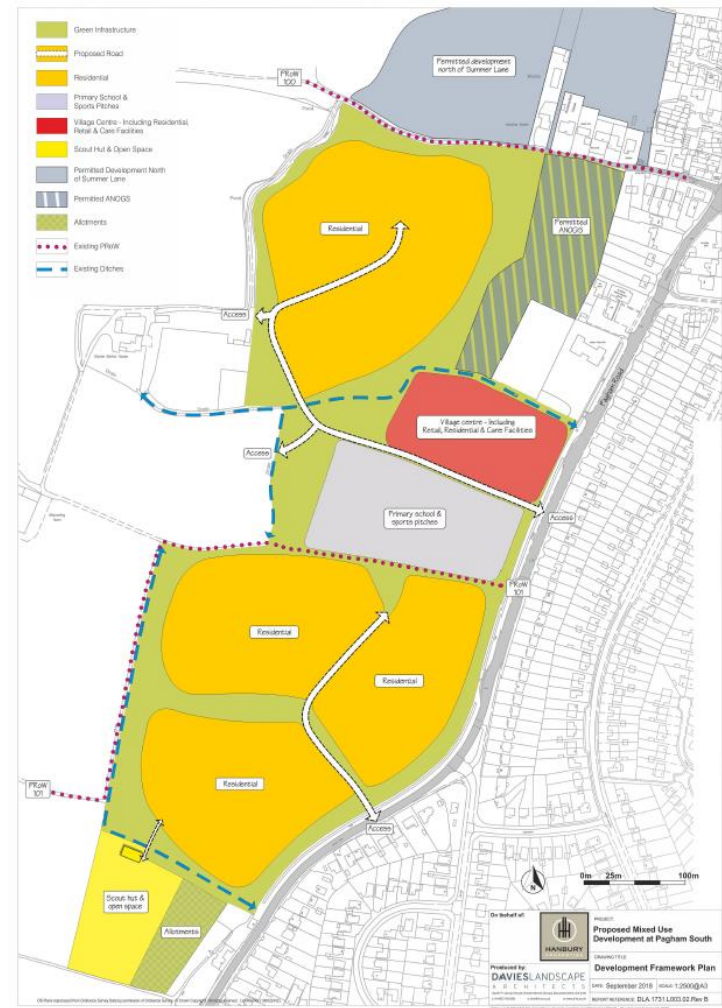 Green Infrastructure
Proposed Road
Residential
Primary School &
Sports Pitches
Village Centre - Including Residential,
Retail & Care Facilities
Scout Hut & Open Space
Permitted Development North
of Summer Lane
Permitted ANOGS
Allotments
Existing PRoW
Existing Ditches
PRoW
100
Permitted development
north of Summer Lane
Pond
Residential
Permitted
ANOGS
Access
Pagham Road
Village centre - Including
Retail, Residential & Care Facilities
Access
Primary school &
sports pitches
Access
PRoW
101
Residential
Residential
PRoW
101
Residential
Access
Scout hut &
open space
Allotments
N
0m 25m 100m
On behalf of:
HANBURY
PROPERTIES
PROJECT:
Proposed Mixed Use
Development at Pagham South
DRAWING TITLE
Development Framework Plan
Produced by:
DAVIES LANDSCAPE
ARCHITECTS
DATE: September 2018 SCALE: 1:2500@A3
REPORT REFERENCE: DLA.1731.L003.02.Rev B